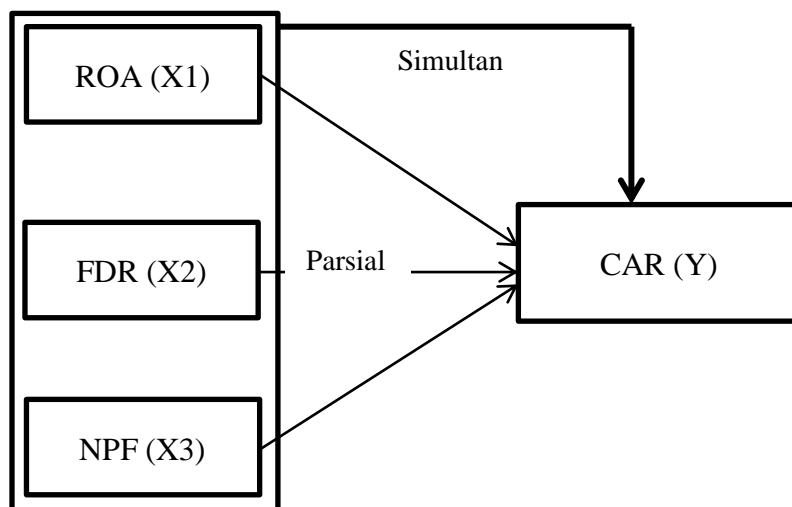 ROA (X1)
Simultan
FDR (X2)
Parsial
CAR (Y)
NPF (X3)